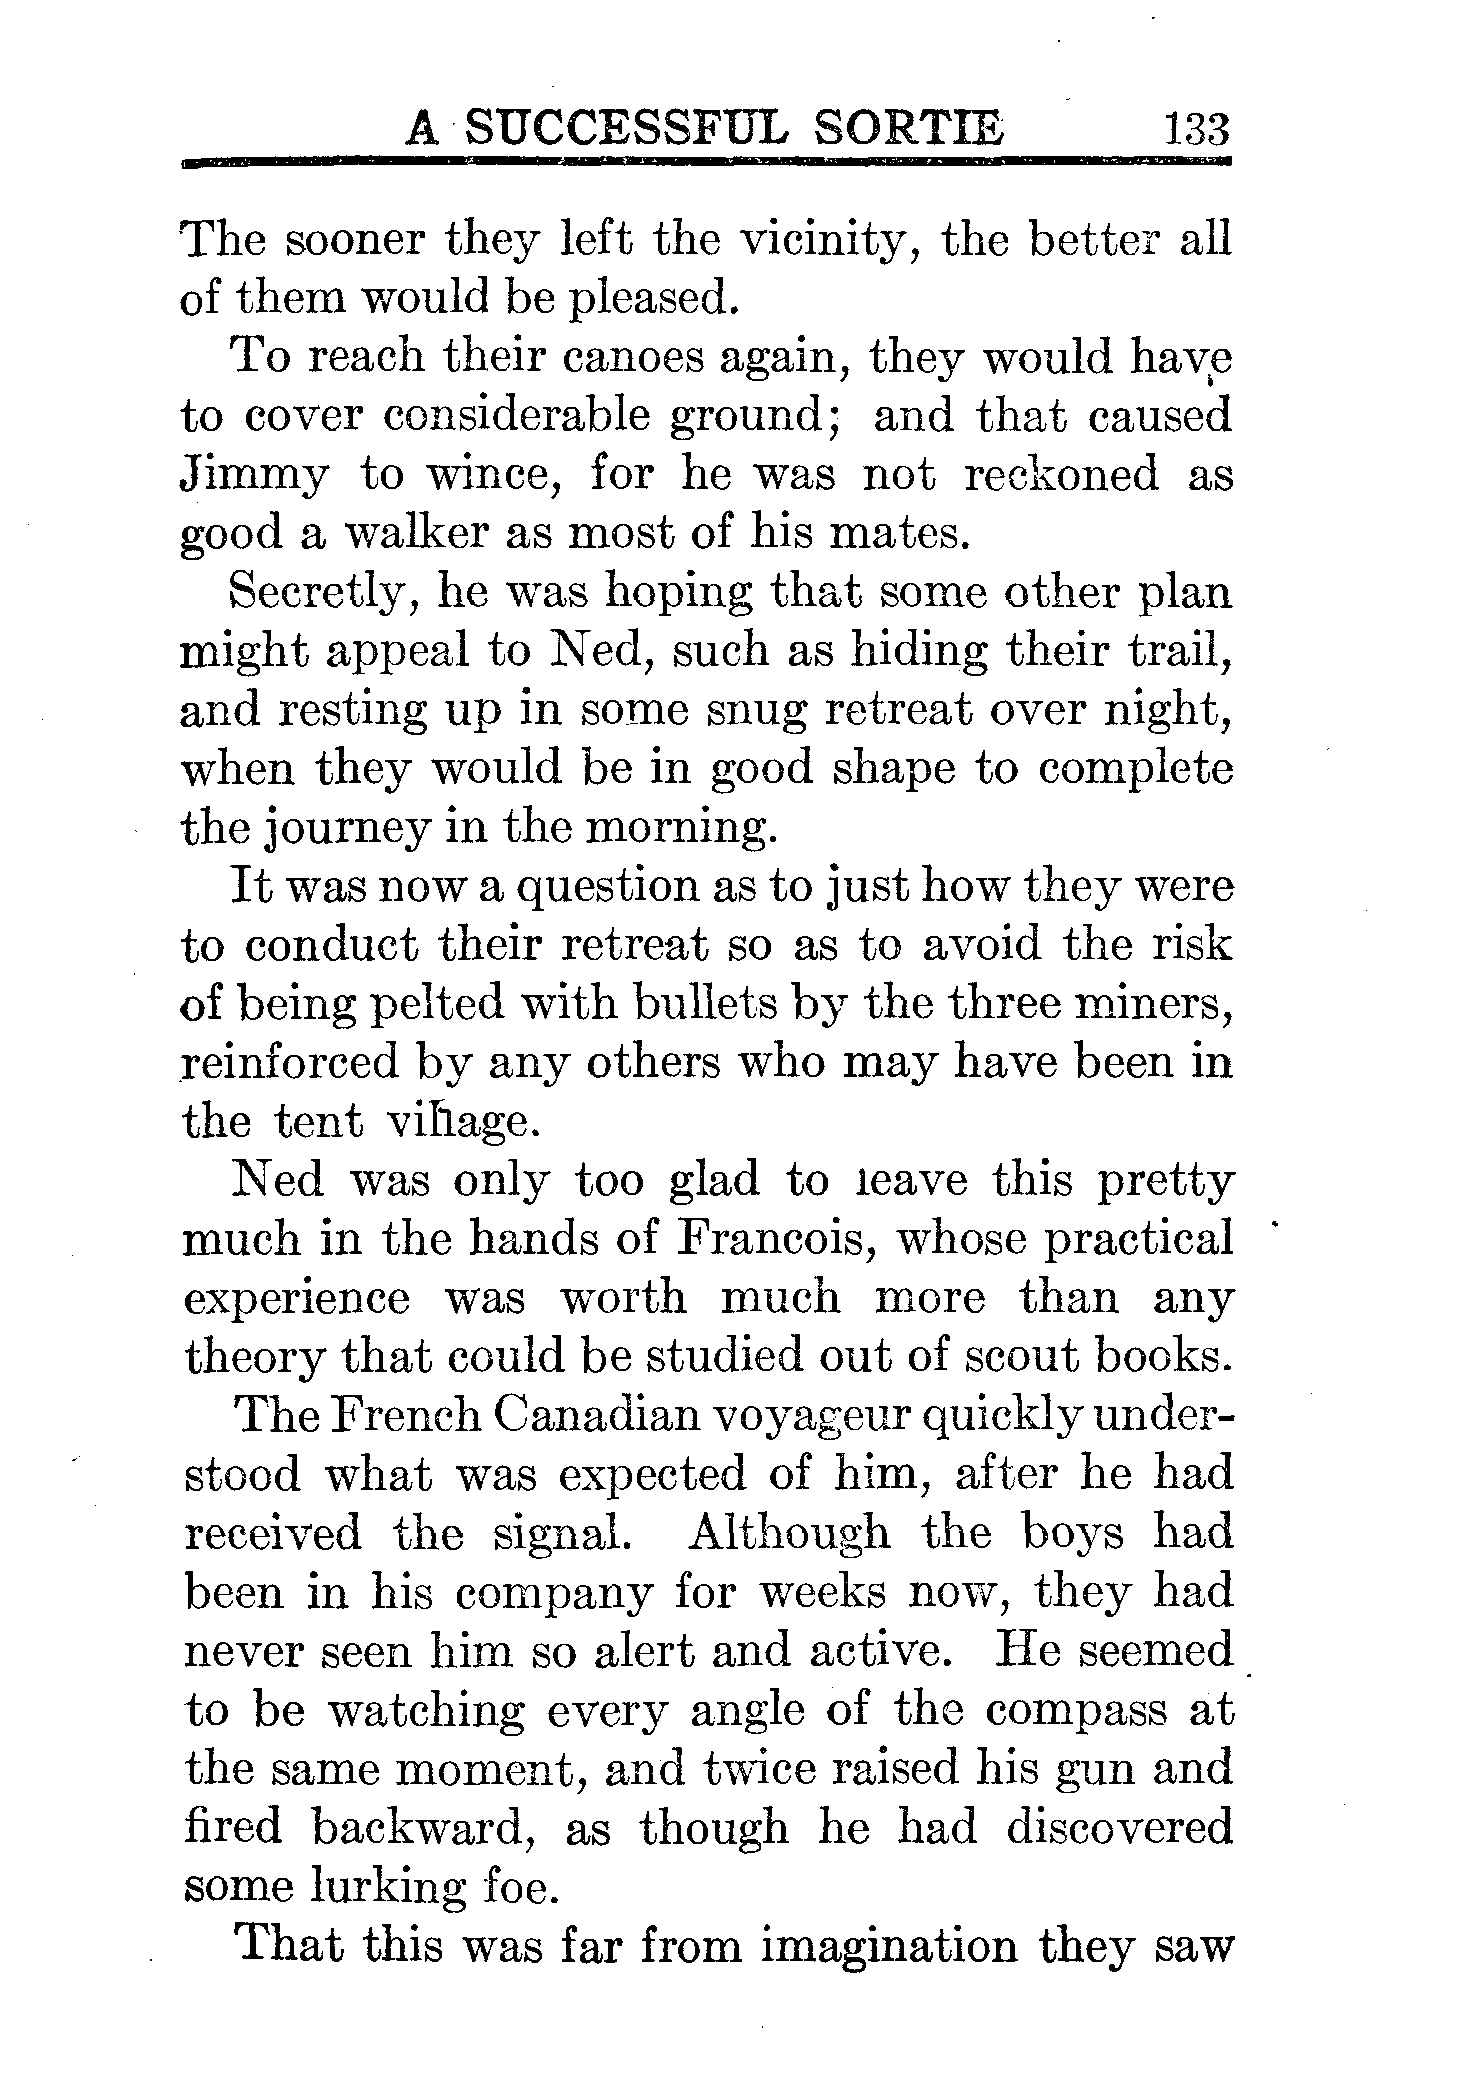 A SUCCESSFUL SORTIE 133
The sooner they left the vicinity, the better all
of them would be pleased.
To reach their canoes again, they would have
to cover considerable ground; and that caused
Jimmy to wince, for he was not reckoned as
good a walker as most of his mates.
Secretly, he was hoping that some other plan
might appeal to Ned, such as hiding their trail,
and resting up in some snug retreat over night,
when they would be in good shape to complete
the journey in the morning.
It was now a question as to just how they were
to conduct their retreat so as to avoid the risk
of being pelted with bullets by the three miners,
reinforced by any others who may have been in
the tent village.
Ned was only too glad to leave this pretty
much in the hands of Francois, whose practical
experience was worth much more than any
theory that could be studied out of scout books.
The French Canadian voyageur quickly under-
stood what was expected of him, after he had
received the signal. Although the boys had
been in his company for weeks now, they had
never seen him so alert and active. He seemed
to be watching every angle of the compass at
the same moment, and twice raised his gun and
fired backward, as though he had discovered
some lurking foe.
That this was far from imagination they saw